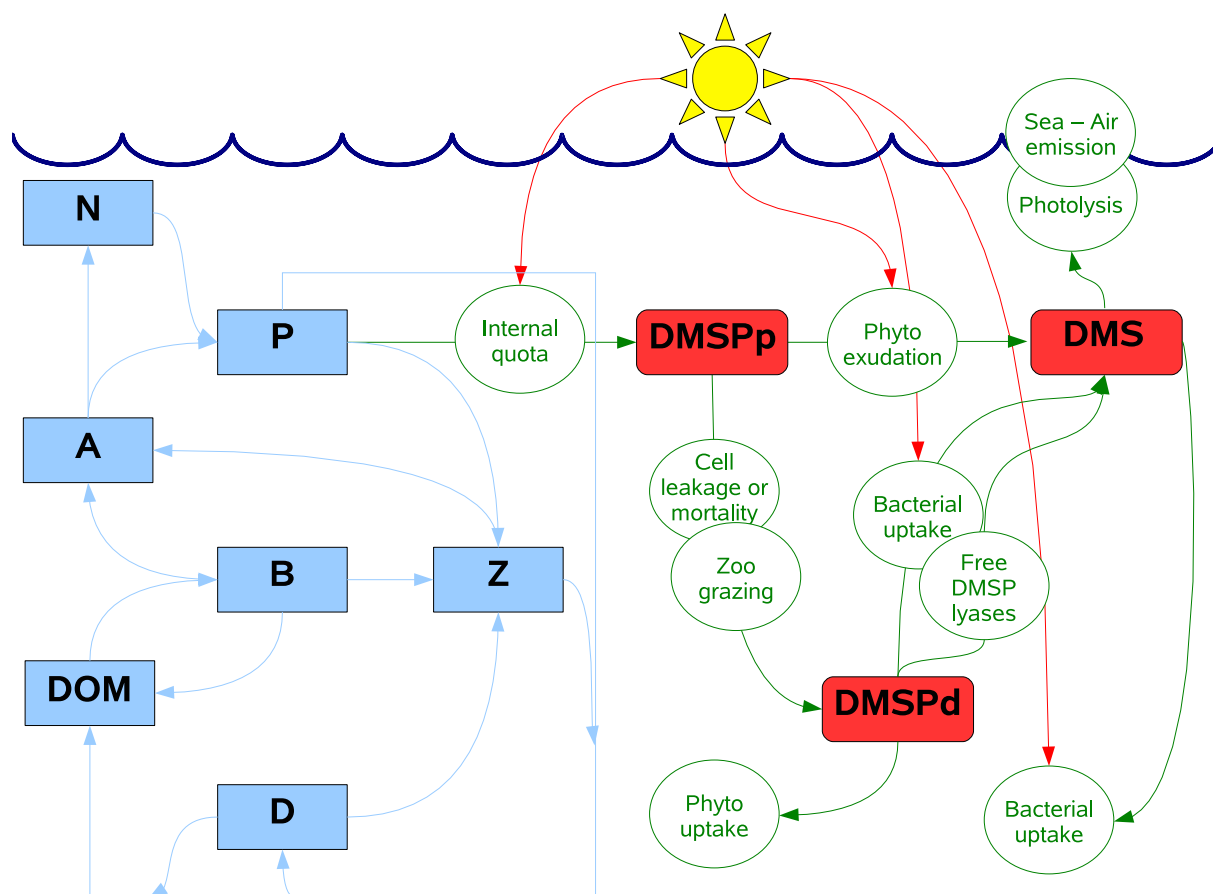 Sea – Air
emission
Photolysis
N
P
Internal
quota
DMSPp
Phyto
exudation
DMS
A
Cell
leakage or
mortality
Bacterial
uptake
B
Z
Zoo
grazing
Free
DMSP
lyases
DOM
DMSPd
D
Phyto
uptake
Bacterial
uptake